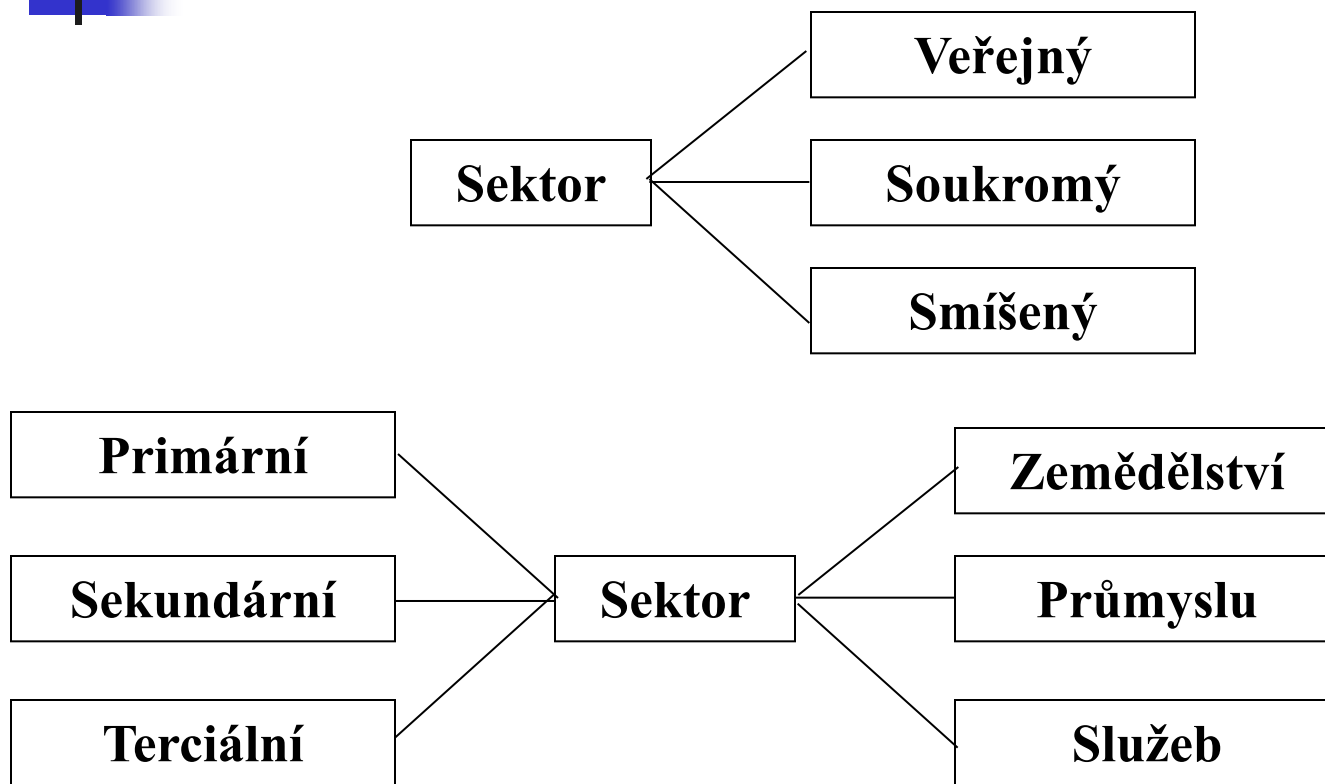 Veřejný
Sektor
Soukromý
Smíšený
Primární
Zemědělství
Sekundární
Sektor
Průmyslu
Terciální
Služeb